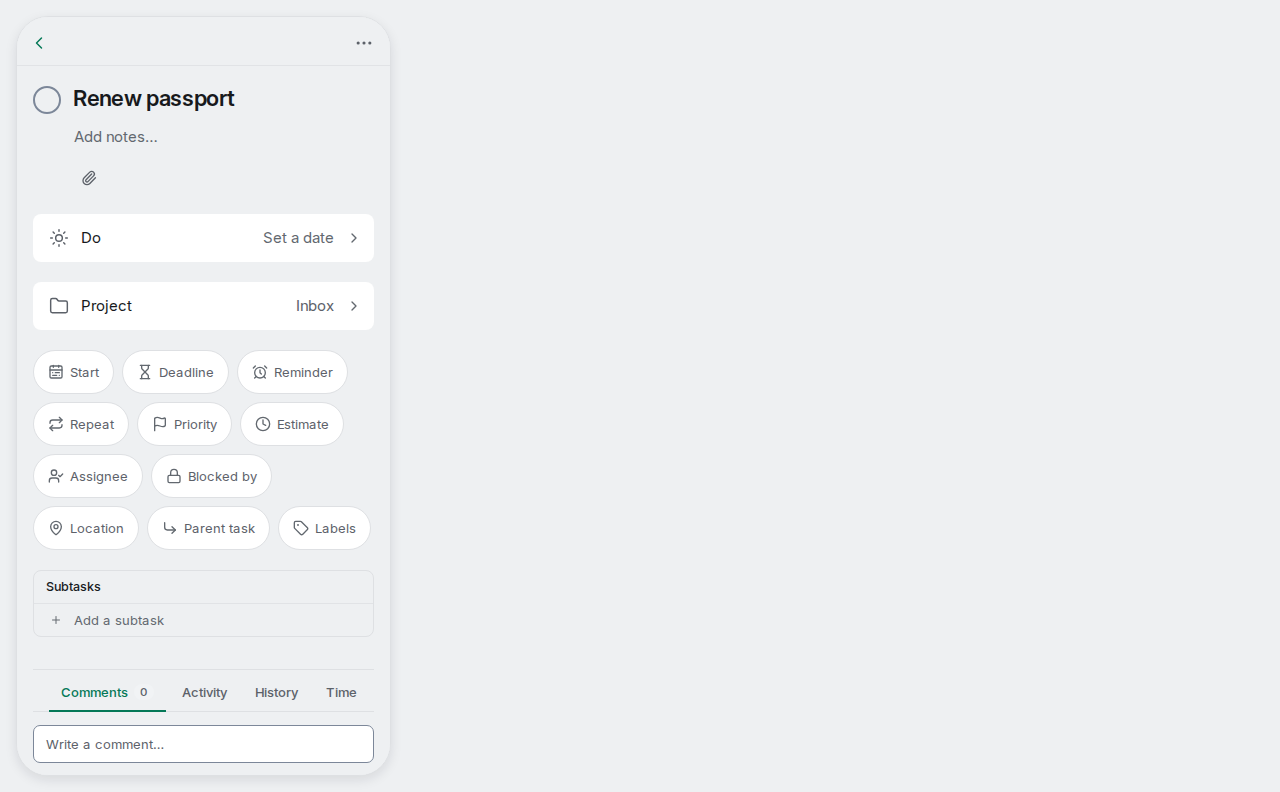 Renew passport
Add notes...
Do Set a date
Project Inbox
Start Deadline Reminder
Repeat Priority Estimate
Assignee Blocked by
Location Parent task Labels
Subtasks
Add a subtask
Comments 0 Activity History Time
Write a comment...